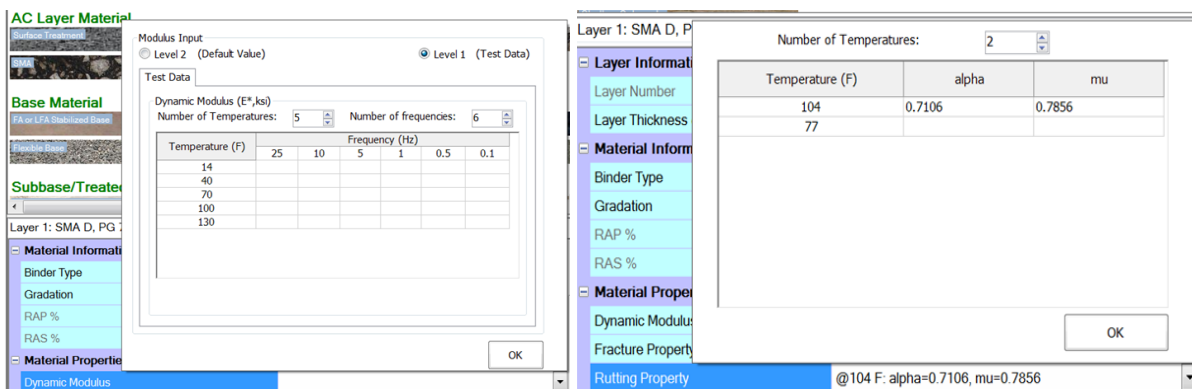 AC Layer Material
Surface Treatment
SMA
Base Material
FA or LFA Stabilized Base
Flexible Base
Subbase/Treate
Layer 1: SMA D, PG
Material Informati
Binder Type
Gradation
RAP %
RAS %
Material Propertie
Dynamic Modulus
Modulus Input
Level 2 (Default Value) Level 1 (Test Data)
Test Data
Dynamic Modulus (E*,ksi)
Number of Temperatures: 5 Number of frequencies: 6
Temperature (F) Frequency (Hz)
25 10 5 1 0.5 0.1
14
40
70
100
130
OK
Layer 1: SMA D, P
Layer Informati
Layer Number
Layer Thickness
Material Inform
Binder Type
Gradation
RAP %
RAS %
Material Proper
Dynamic Modulu
Fracture Property
Rutting Property @104 F: alpha=0.7106, mu=0.7856
Number of Temperatures: 2
Temperature (F) alpha mu
104 0.7106 0.7856
77
OK